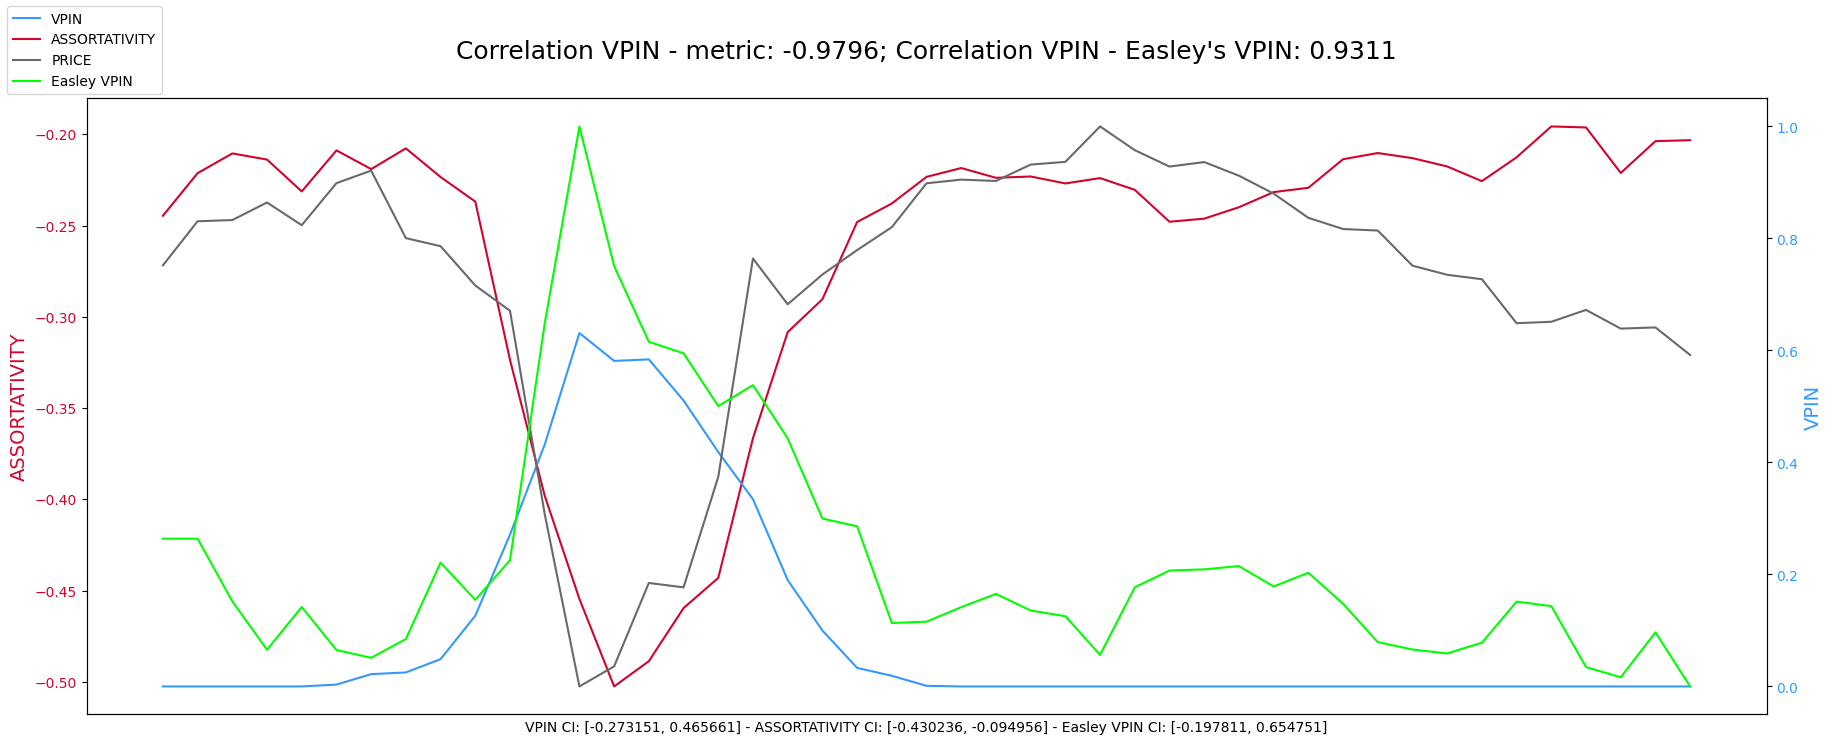 VPIN
ASSORTATIVITY
PRICE
Easley VPIN
Correlation VPIN - metric: -0.9796; Correlation VPIN - Easley's VPIN: 0.9311
ASSORTATIVITY
−0.20
−0.25
−0.30
−0.35
−0.40
−0.45
−0.50
1.0
0.8
0.6
0.4
0.2
0.0
VPIN
VPIN CI: [-0.273151, 0.465661] - ASSORTATIVITY CI: [-0.430236, -0.094956] - Easley VPIN CI: [-0.197811, 0.654751]